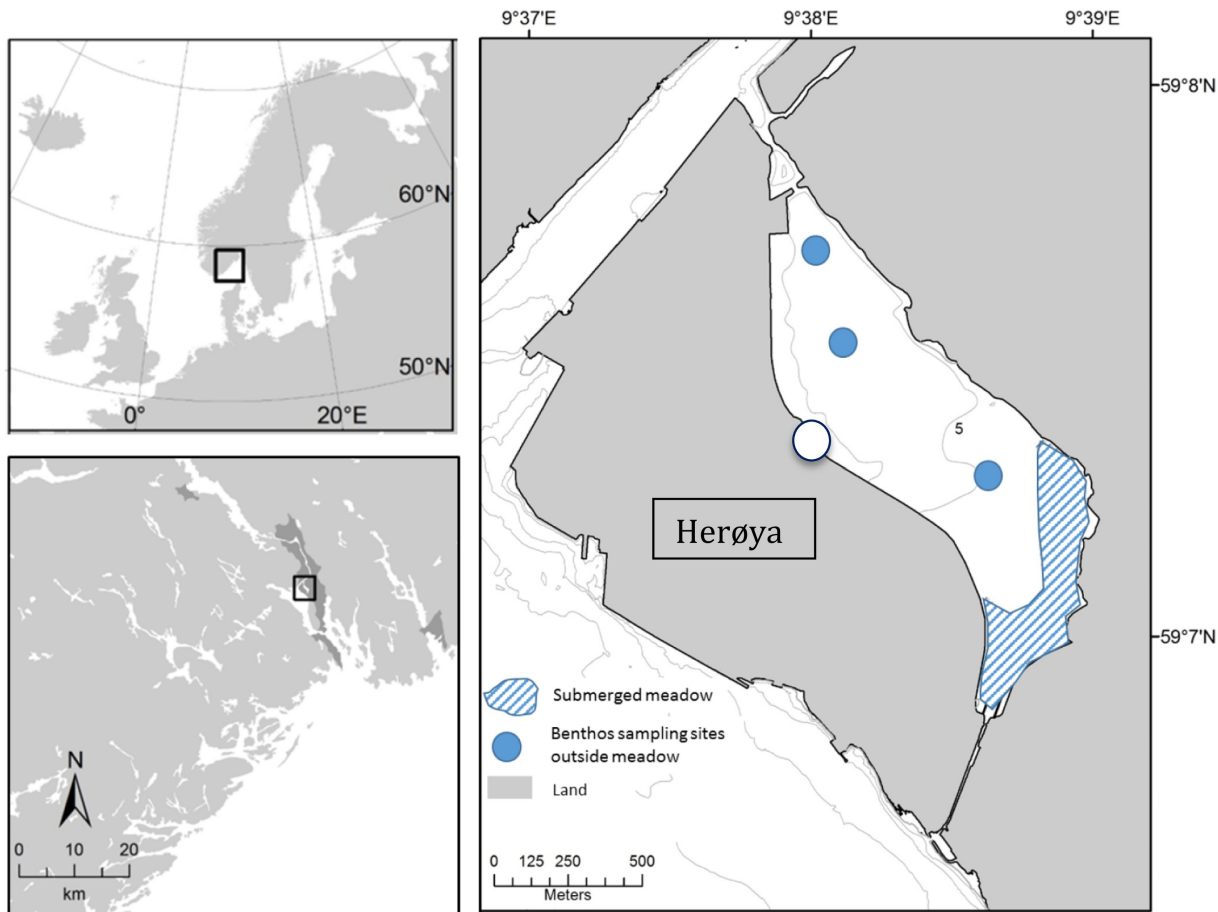 60°N
50°N
0°
20°E
N
0 10 20
km
9°37'E 9°38'E 9°39'E
59°8'N
5
Herøya
59°7'N
Submerged meadow
Benthos sampling sites
outside meadow
Land
0 125 250 500
Meters